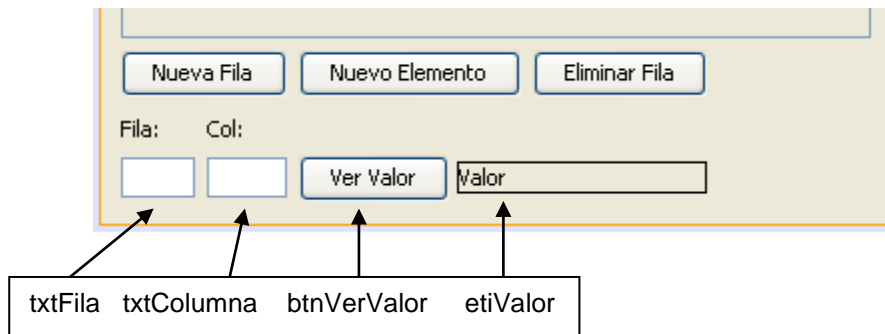 Nueva Fila Nuevo Elemento Eliminar Fila
Fila: Col:
Ver Valor Valor
txtFila txtColumna btnVerValor etiValor